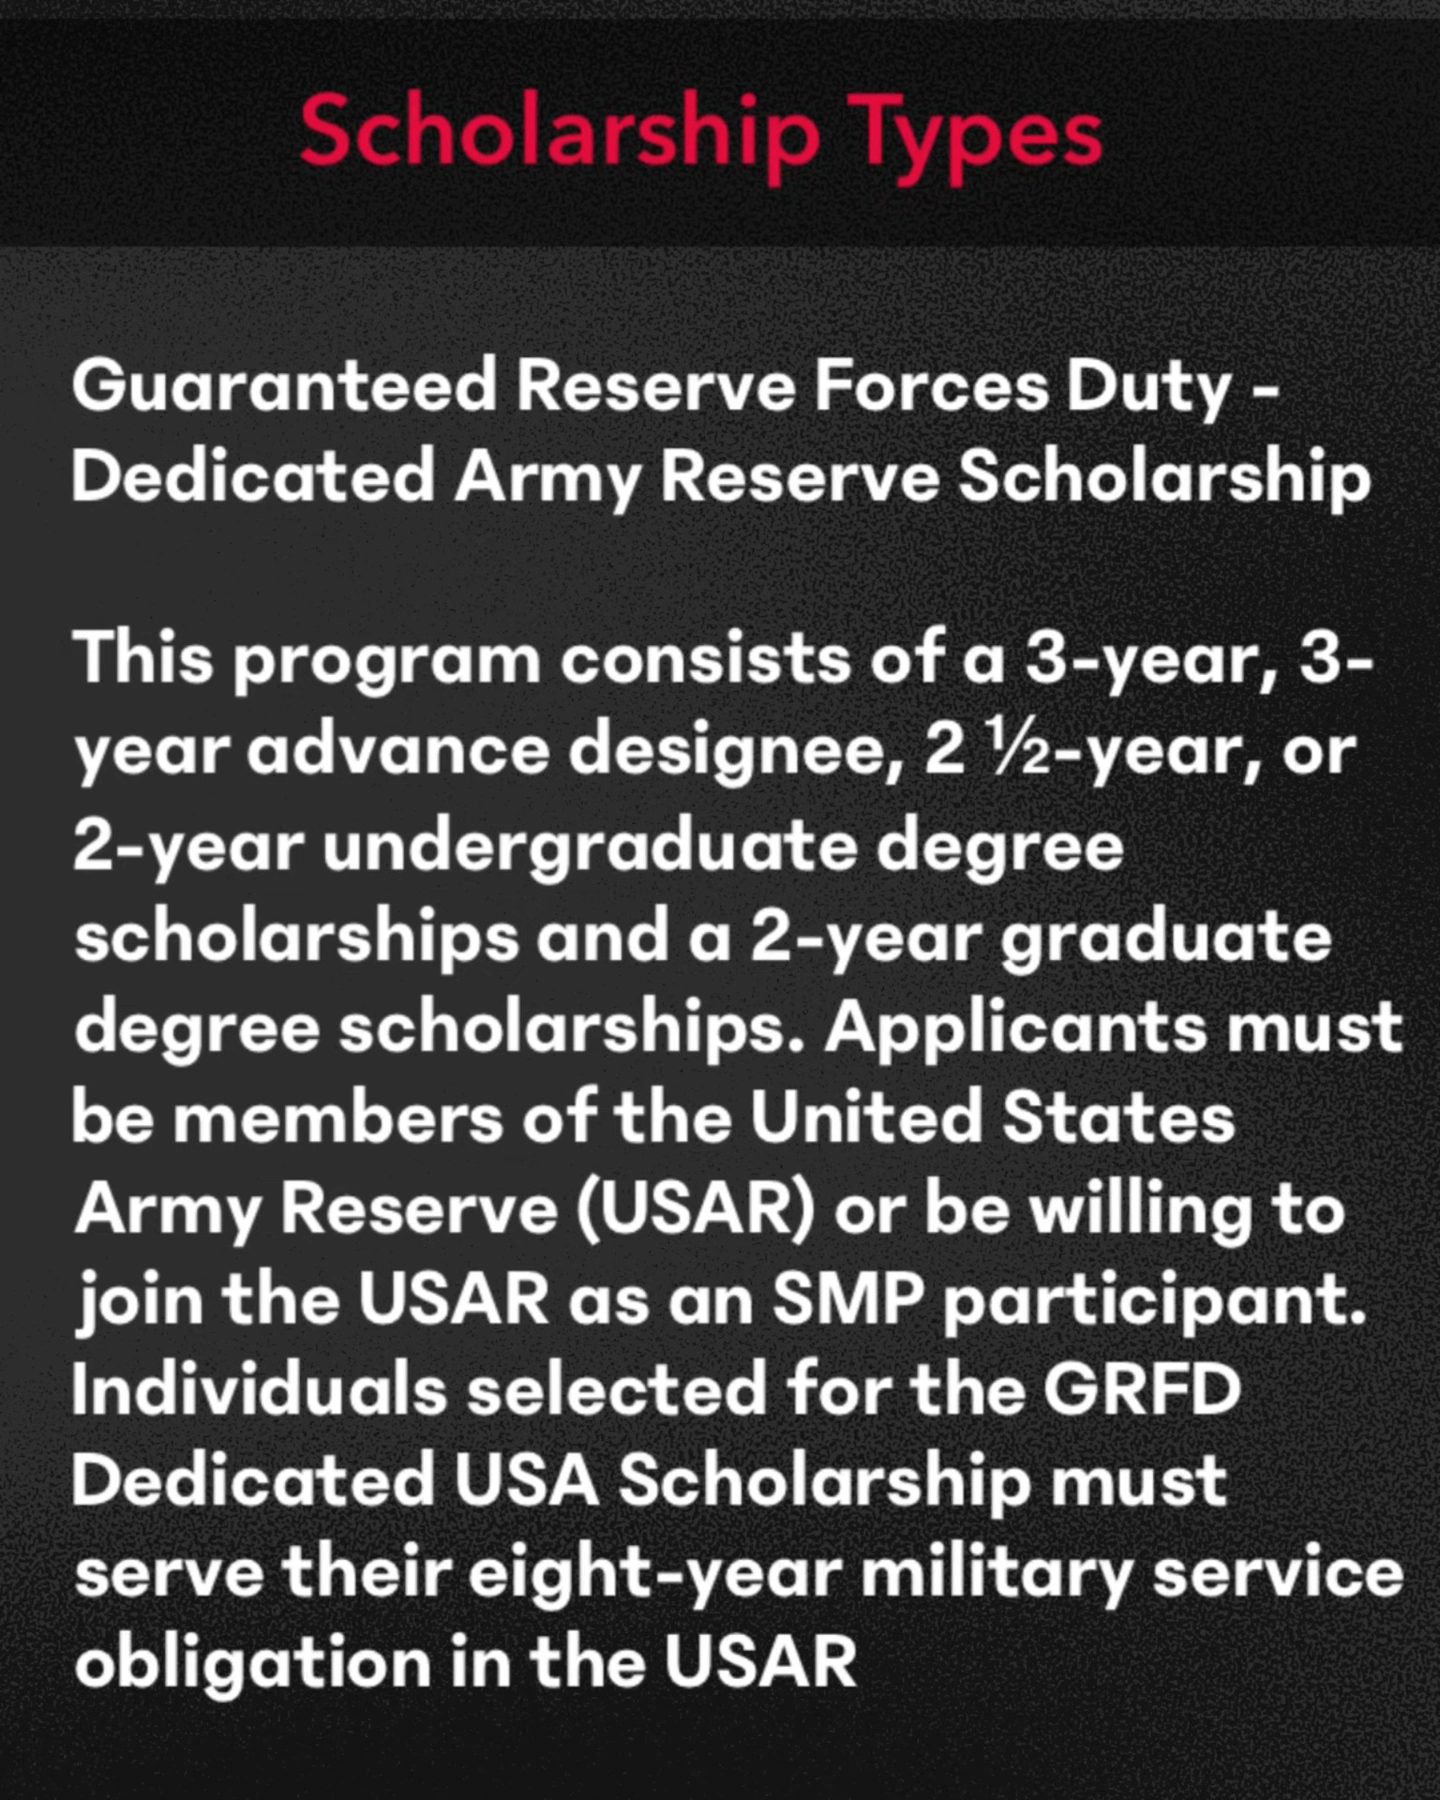 Scholarship Types
Guaranteed Reserve Forces Duty -
Dedicated Army Reserve Scholarship
This program consists of a 3-year, 3-
year advance designee, 2 ½-year, or
2-year undergraduate degree
scholarships and a 2-year graduate
degree scholarships. Applicants must
be members of the United States
Army Reserve (USAR) or be willing to
join the USAR as an SMP participant.
Individuals selected for the GRFD
Dedicated USA Scholarship must
serve their eight-year military service
obligation in the USAR